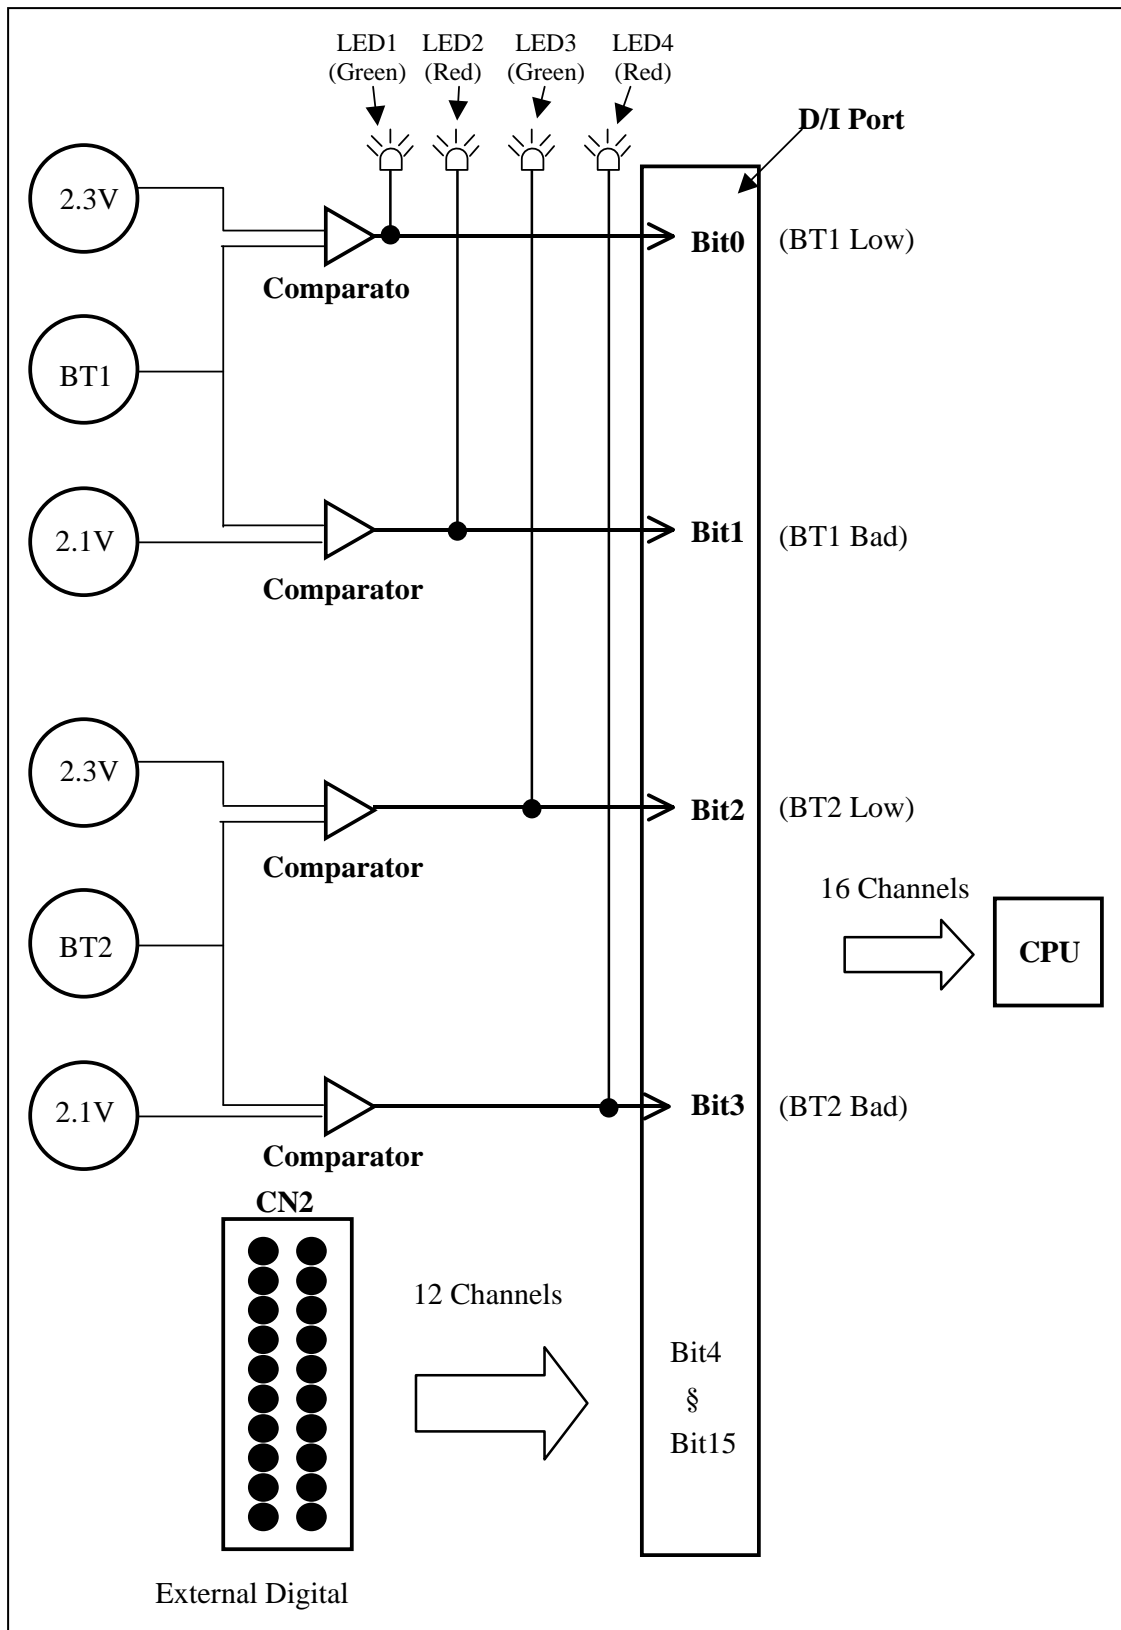 LED1 LED2 LED3 LED4
(Green) (Red) (Green) (Red)
D/I Port
2.3V
Bit0 (BT1 Low)
Comparato
BT1
2.1V
Bit1 (BT1 Bad)
Comparator
2.3V
Bit2 (BT2 Low)
Comparator
16 Channels
BT2
CPU
2.1V
Bit3 (BT2 Bad)
Comparator
CN2
12 Channels
Bit4
§
Bit15
External Digital